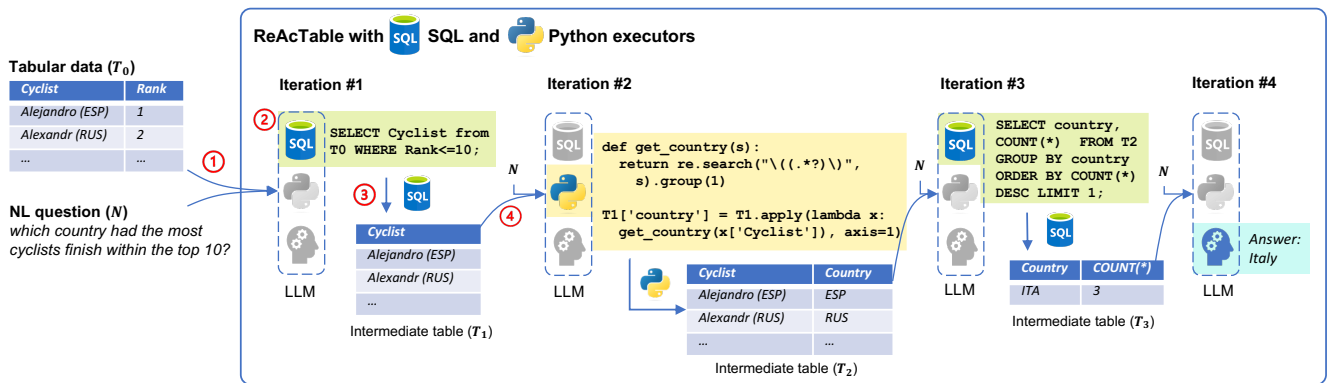 ReAcTable with SQL SQL and Python executors
Tabular data (T0)
Cyclist Rank
Alejandro (ESP) 1
Alexandr (RUS) 2
... ...
1
NL question (N)
which country had the most
cyclists finish within the top 10?
Iteration #1
2
SQL
SELECT Cyclist from
T0 WHERE Rank<=10;
3
SQL
Cyclist
Alejandro (ESP)
Alexandr (RUS)
...
LLM
Intermediate table (T1)
Iteration #2
N
4
SQL
def get_country(s):
return re.search("\((.*?)\)",
s).group(1)
T1['country'] = T1.apply(lambda x:
get_country(x['Cyclist']), axis=1)
LLM
Cyclist Country
Alejandro (ESP) ESP
Alexandr (RUS) RUS
... ...
Intermediate table (T2)
Iteration #3
N
SQL
SELECT country,
COUNT(*) FROM T2
GROUP BY country
ORDER BY COUNT(*)
DESC LIMIT 1;
SQL
LLM
Country COUNT(*)
ITA 3
Intermediate table (T3)
Iteration #4
N
SQL
Answer:
Italy
LLM